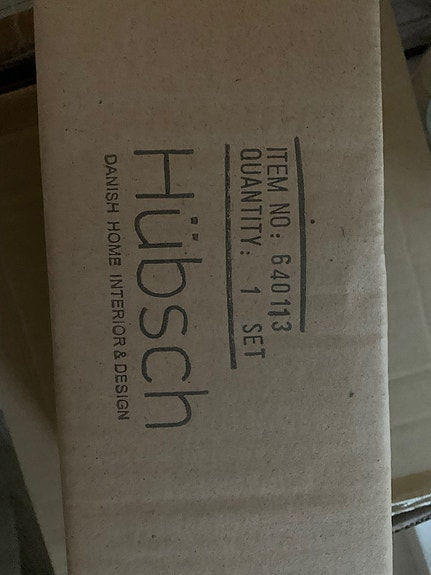 ITEM NO: 640113
QUANTITY: 1 SET
Hübsch
DANISH HOME INTERIOR & DESIGN